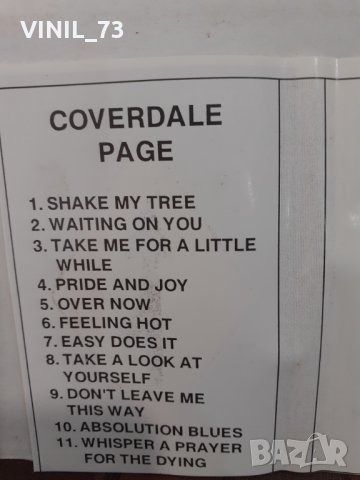 VINIL_73
COVERDALE
PAGE
1. SHAKE MY TREE
2. WAITING ON YOU
3. TAKE ME FOR A LITTLE
WHILE
4. PRIDE AND JOY
5. OVER NOW
6. FEELING HOT
7. EASY DOES IT
8. TAKE A LOOK AT
YOURSELF
9. DON'T LEAVE ME
THIS WAY
10. ABSOLUTION BLUES
11. WHISPER A PRAYER
FOR THE DYING
BAZAR